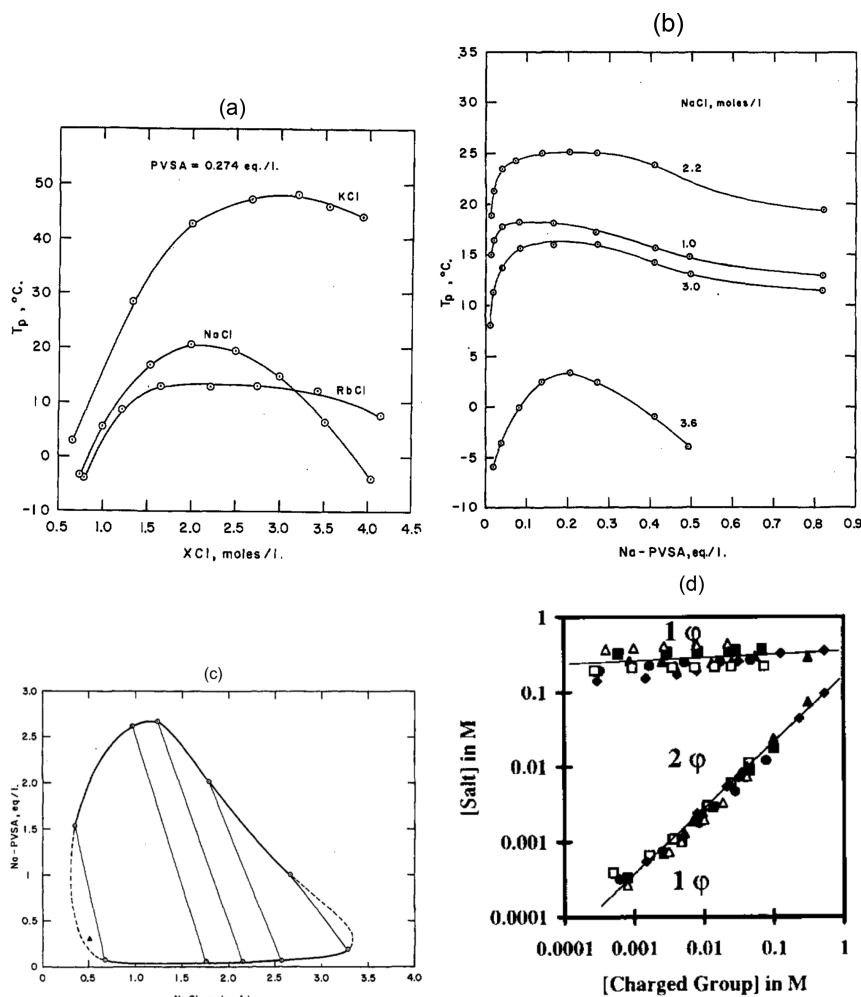 (a)
PVSA = 0.274 eq./l.
KCl
NaCl
RbCl
50
40
30
20
10
0
-10
Tp, °C.
0.5 1.0 1.5 2.0 2.5 3.0 3.5 4.0 4.5
XCl, moles/l.
(b)
NaCl, moles/l
2.2
1.0
3.0
3.6
35
30
25
20
15
10
5
0
-5
-10
Tp, °C.
0 0.1 0.2 0.3 0.4 0.5 0.6 0.7 0.8 0.9
Na-PVSA, eq./l.
(c)
3.0
2.5
2.0
1.5
1.0
0.5
0
Na-PVSA, eq/l.
0.0 0.5 1.0 1.5 2.0 2.5 3.0 3.5 4.0
(d)
1 φ
2 φ
1 φ
1
0.1
0.01
0.001
0.0001
[Salt] in M
0.0001 0.001 0.01 0.1 1
[Charged Group] in M